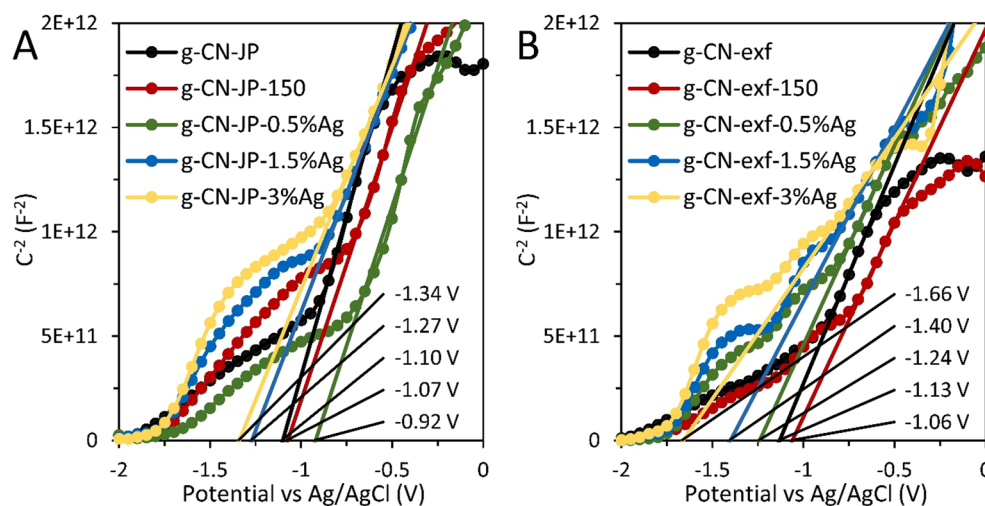 A
g-CN-JP
g-CN-JP-150
g-CN-JP-0.5%Ag
g-CN-JP-1.5%Ag
g-CN-JP-3%Ag
2E+12
1.5E+12
1E+12
5E+11
0
C⁻² (F⁻²)
-1.34 V
-1.27 V
-1.10 V
-1.07 V
-0.92 V
-2
-1.5
-1
-0.5
0
Potential vs Ag/AgCl (V)
B
g-CN-exf
g-CN-exf-150
g-CN-exf-0.5%Ag
g-CN-exf-1.5%Ag
g-CN-exf-3%Ag
2E+12
1.5E+12
1E+12
5E+11
0
C⁻² (F⁻²)
-1.66 V
-1.40 V
-1.24 V
-1.13 V
-1.06 V
-2
-1.5
-1
-0.5
0
Potential vs Ag/AgCl (V)